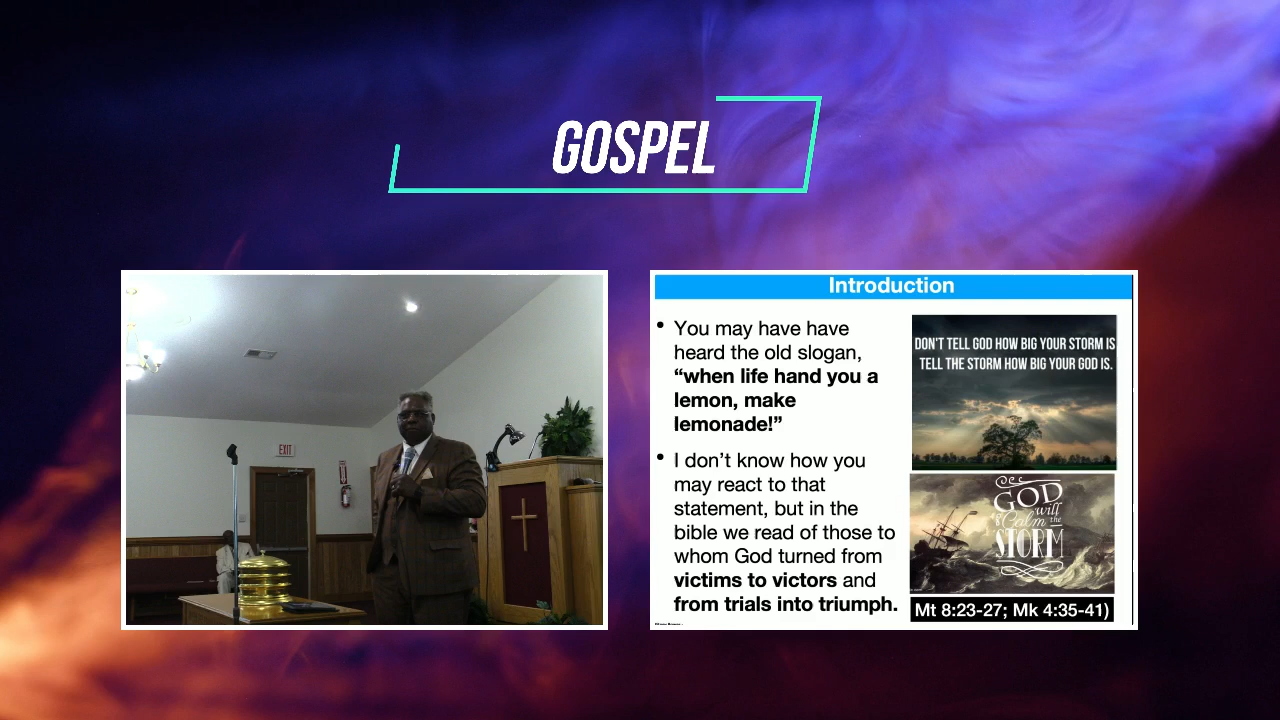 GOSPEL
EXIT
Introduction
• You may have have
heard the old slogan,
“when life hand you a
lemon, make
lemonade!”
• I don’t know how you
may react to that
statement, but in the
bible we read of those to
whom God turned from
victims to victors and
from trials into triumph.
DON'T TELL GOD HOW BIG YOUR STORM IS
TELL THE STORM HOW BIG YOUR GOD IS.
GOD
will
Calm the
STORM
Mt 8:23-27; Mk 4:35-41)